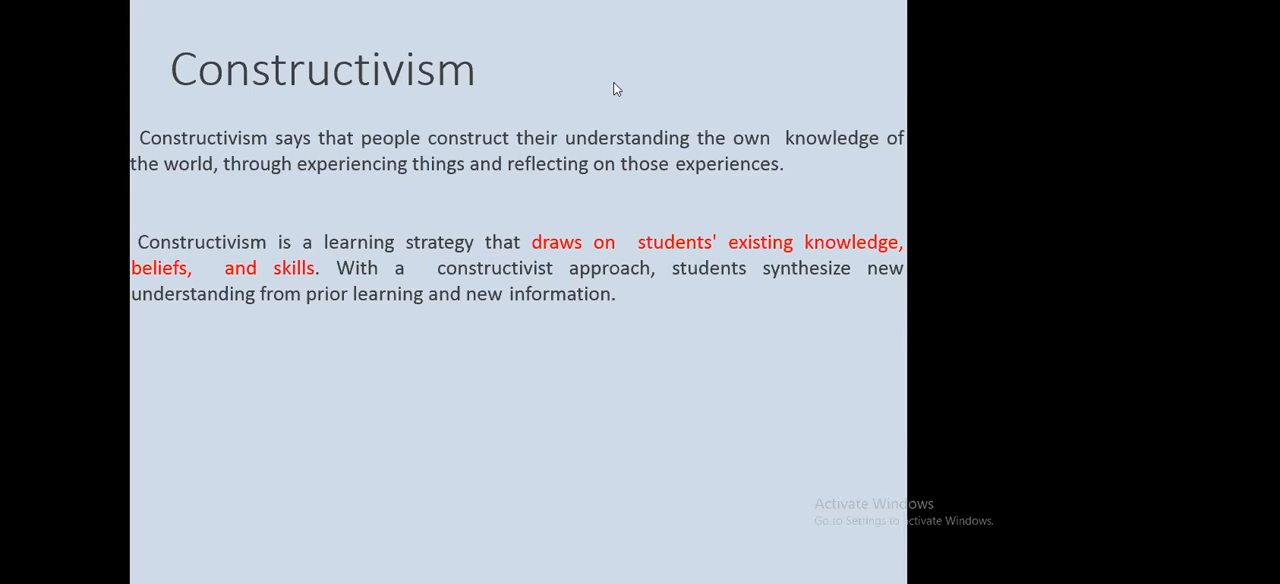 Constructivism
Constructivism says that people construct their understanding the own knowledge of
the world, through experiencing things and reflecting on those experiences.
Constructivism is a learning strategy that draws on students' existing knowledge,
beliefs, and skills. With a constructivist approach, students synthesize new
understanding from prior learning and new information.
Activate Windows
Go to Settings to activate Windows.